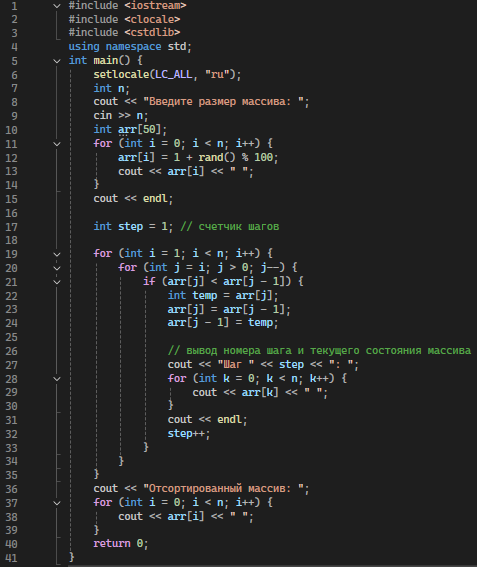 1 #include <iostream>
2 #include <clocale>
3 #include <cstdlib>
4 using namespace std;
5 int main() {
6 setlocale(LC_ALL, "ru");
7 int n;
8 cout << "Введите размер массива: ";
9 cin >> n;
10 int arr[50];
11 for (int i = 0; i < n; i++) {
12 arr[i] = 1 + rand() % 100;
13 cout << arr[i] << " ";
14 }
15 cout << endl;
16
17 int step = 1; // счетчик шагов
18
19 for (int i = 1; i < n; i++) {
20 for (int j = i; j > 0; j--) {
21 if (arr[j] < arr[j - 1]) {
22 int temp = arr[j];
23 arr[j] = arr[j - 1];
24 arr[j - 1] = temp;
25
26 // вывод номера шага и текущего состояния массива
27 cout << "Шаг " << step << ": ";
28 for (int k = 0; k < n; k++) {
29 cout << arr[k] << " ";
30 }
31 cout << endl;
32 step++;
33 }
34 }
35 }
36 cout << "Отсортированный массив: ";
37 for (int i = 0; i < n; i++) {
38 cout << arr[i] << " ";
39 }
40 return 0;
41 }